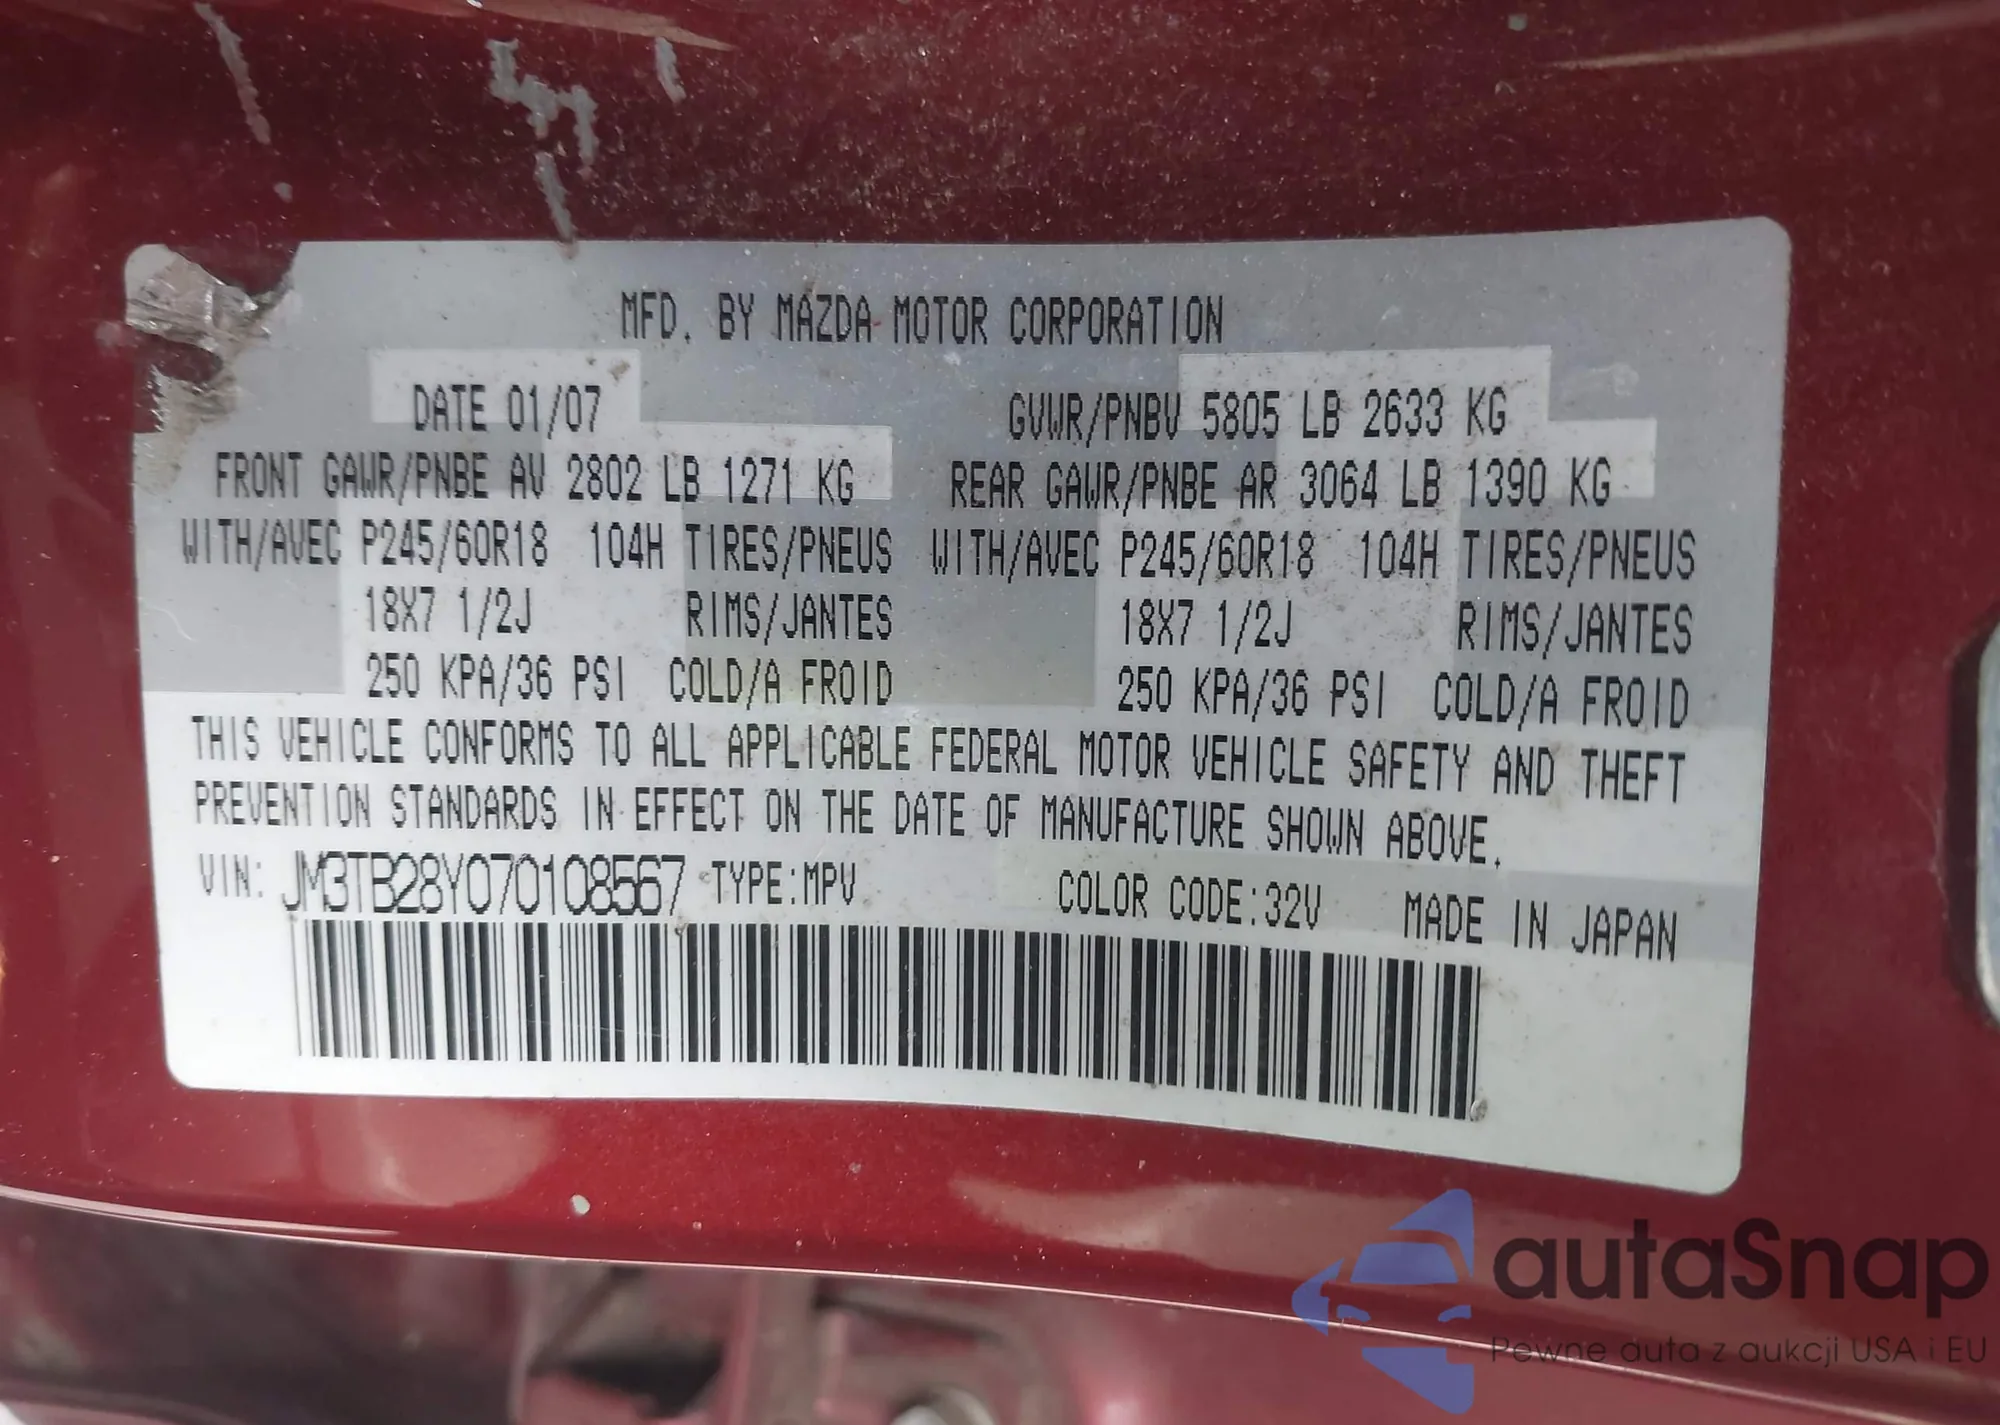 MFD. BY MAZDA MOTOR CORPORATION
DATE 01/07 GVWR/PNBV 5805 LB 2633 KG
FRONT GAWR/PNBE AV 2802 LB 1271 KG REAR GAWR/PNBE AR 3064 LB 1390 KG
WITH/AVEC P245/60R18 104H TIRES/PNEUS WITH/AVEC P245/60R18 104H TIRES/PNEUS
18X7 1/2J RIMS/JANTES 18X7 1/2J RIMS/JANTES
250 KPA/36 PSI COLD/A FROID 250 KPA/36 PSI COLD/A FROID
THIS VEHICLE CONFORMS TO ALL APPLICABLE FEDERAL MOTOR VEHICLE SAFETY AND THEFT
PREVENTION STANDARDS IN EFFECT ON THE DATE OF MANUFACTURE SHOWN ABOVE.
VIN: JM3TB28Y070108567 TYPE:MPV COLOR CODE:32V MADE IN JAPAN
autaSnap
Pewne auta z aukcji USA i EU